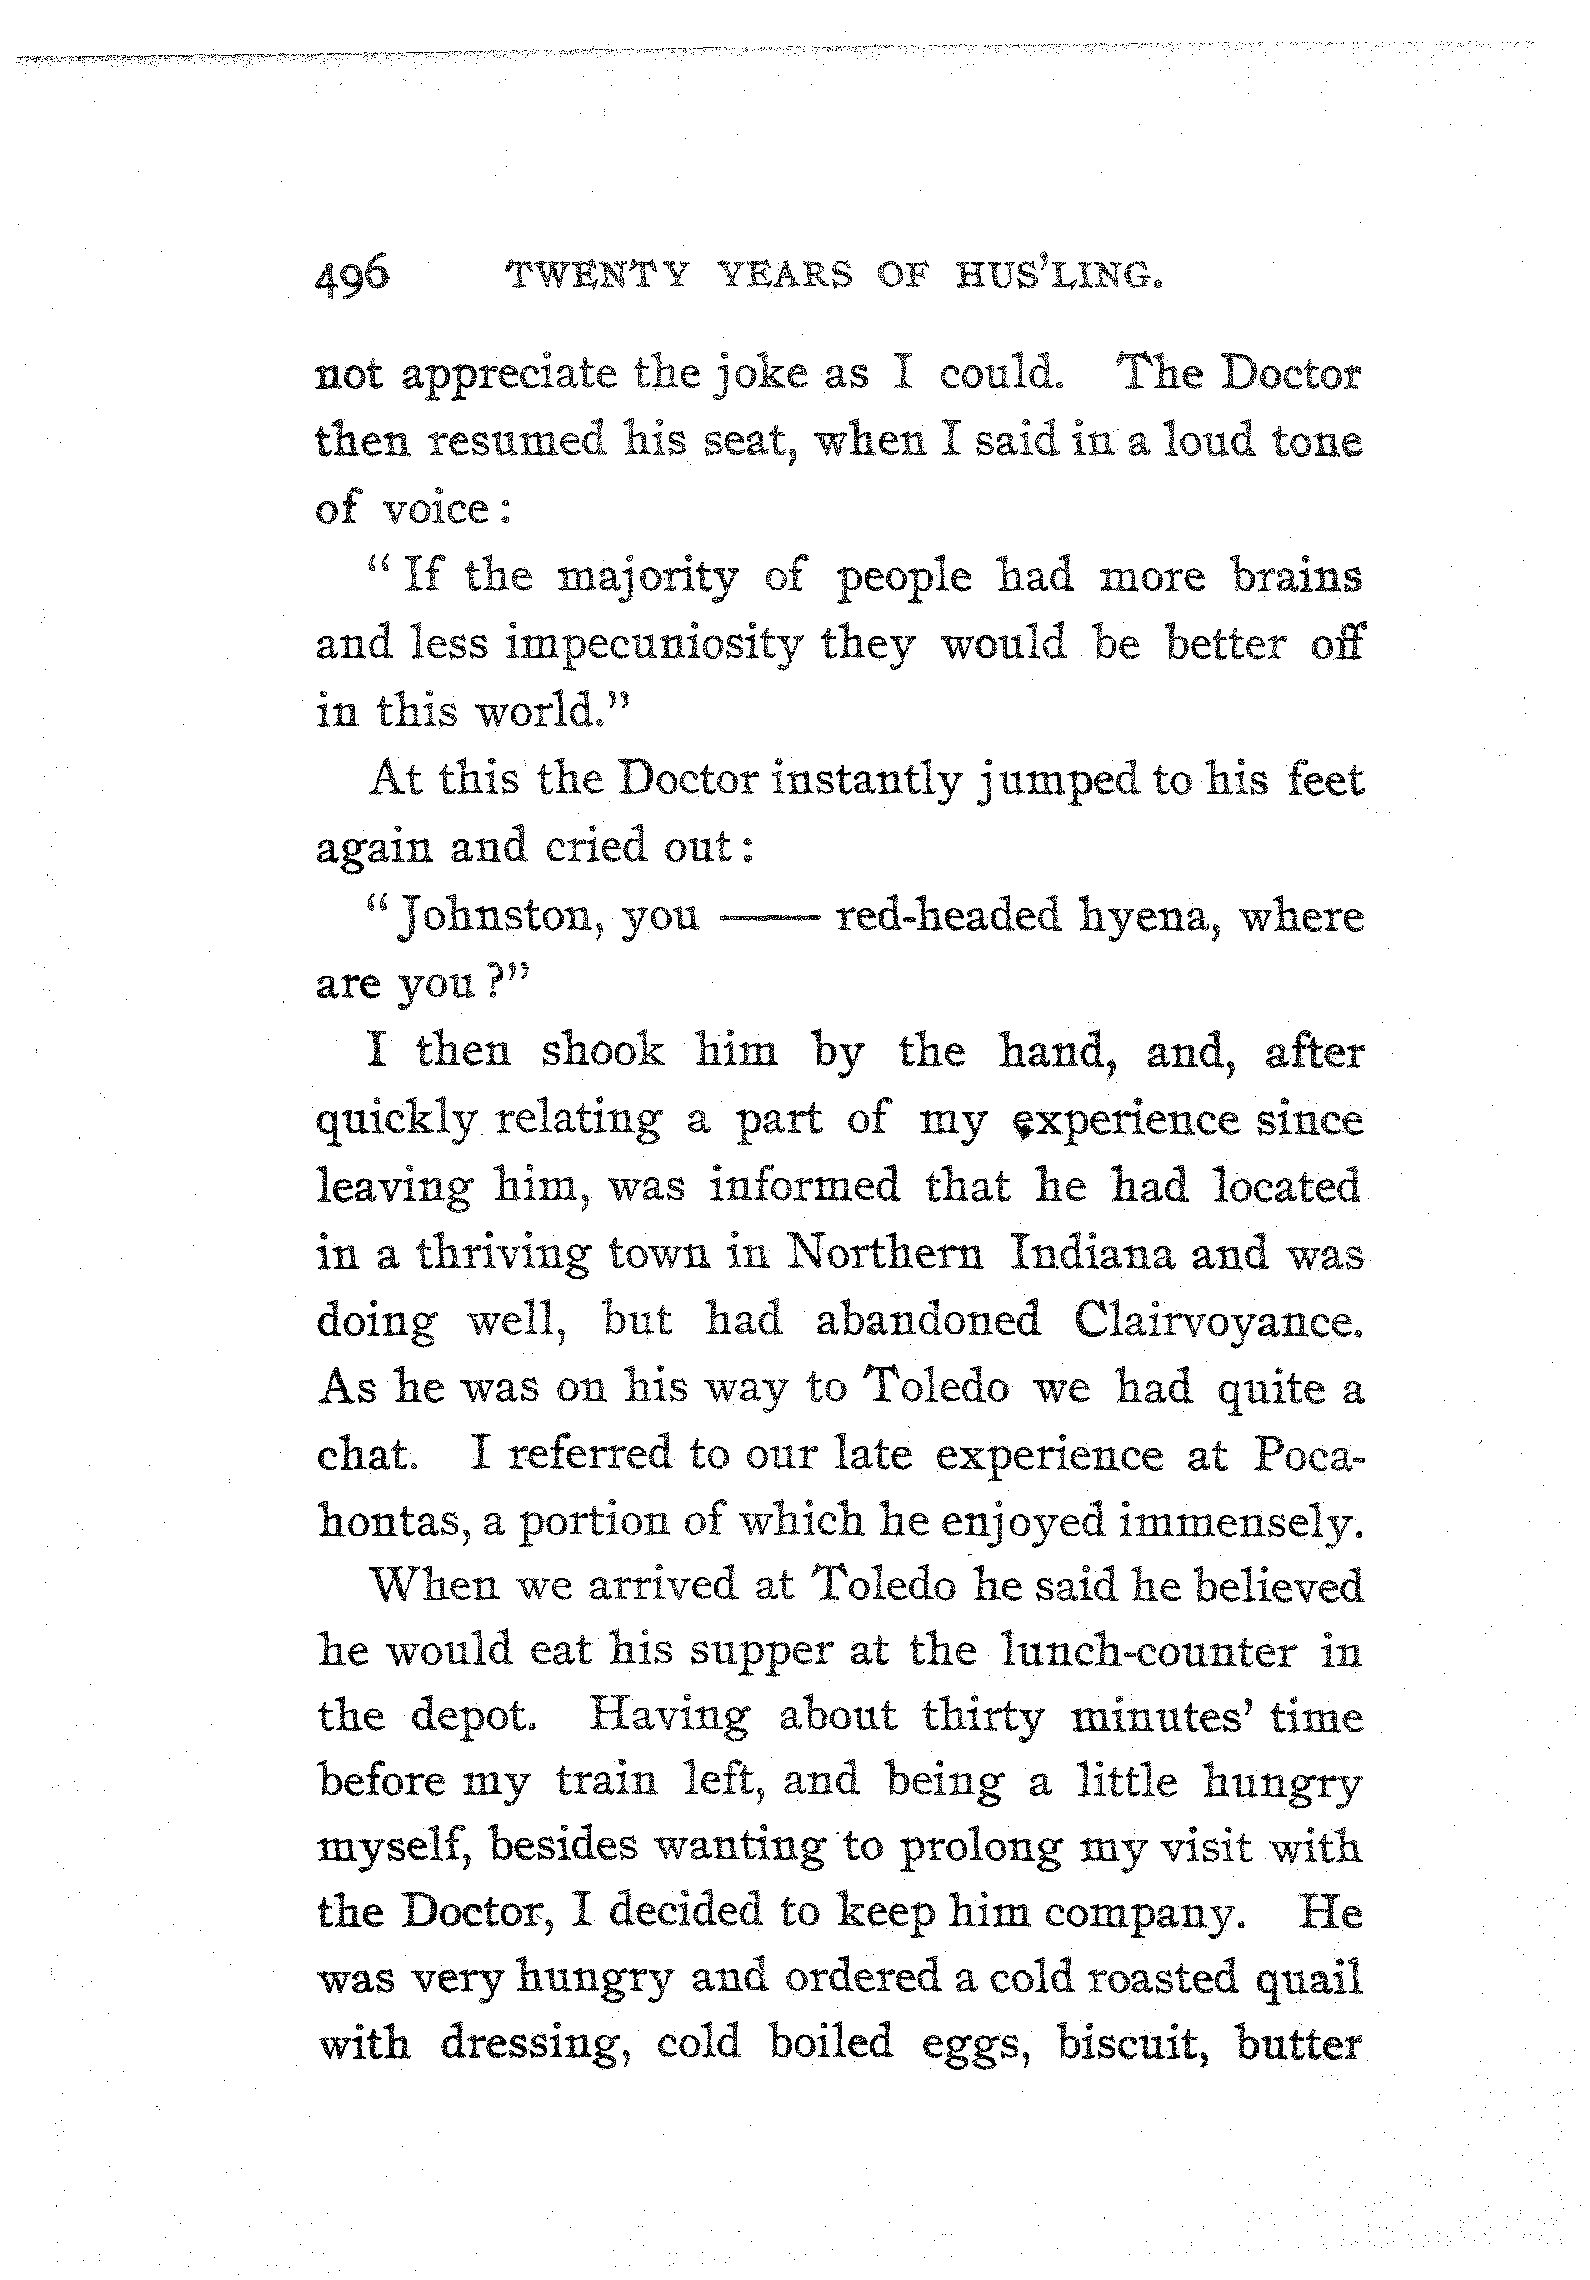 496 TWENTY YEARS OF HUS'LING.
not appreciate the joke as I could. The Doctor
then resumed his seat, when I said in a loud tone
of voice:
"If the majority of people had more brains
and less impecuniosity they would be better off
in this world."
At this the Doctor instantly jumped to his feet
again and cried out:
"Johnston, you —— red-headed hyena, where
are you?"
I then shook him by the hand, and, after
quickly relating a part of my experience since
leaving him, was informed that he had located
in a thriving town in Northern Indiana and was
doing well, but had abandoned Clairvoyance.
As he was on his way to Toledo we had quite a
chat. I referred to our late experience at Poca-
hontas, a portion of which he enjoyed immensely.
When we arrived at Toledo he said he believed
he would eat his supper at the lunch-counter in
the depot. Having about thirty minutes' time
before my train left, and being a little hungry
myself, besides wanting to prolong my visit with
the Doctor, I decided to keep him company. He
was very hungry and ordered a cold roasted quail
with dressing, cold boiled eggs, biscuit, butter